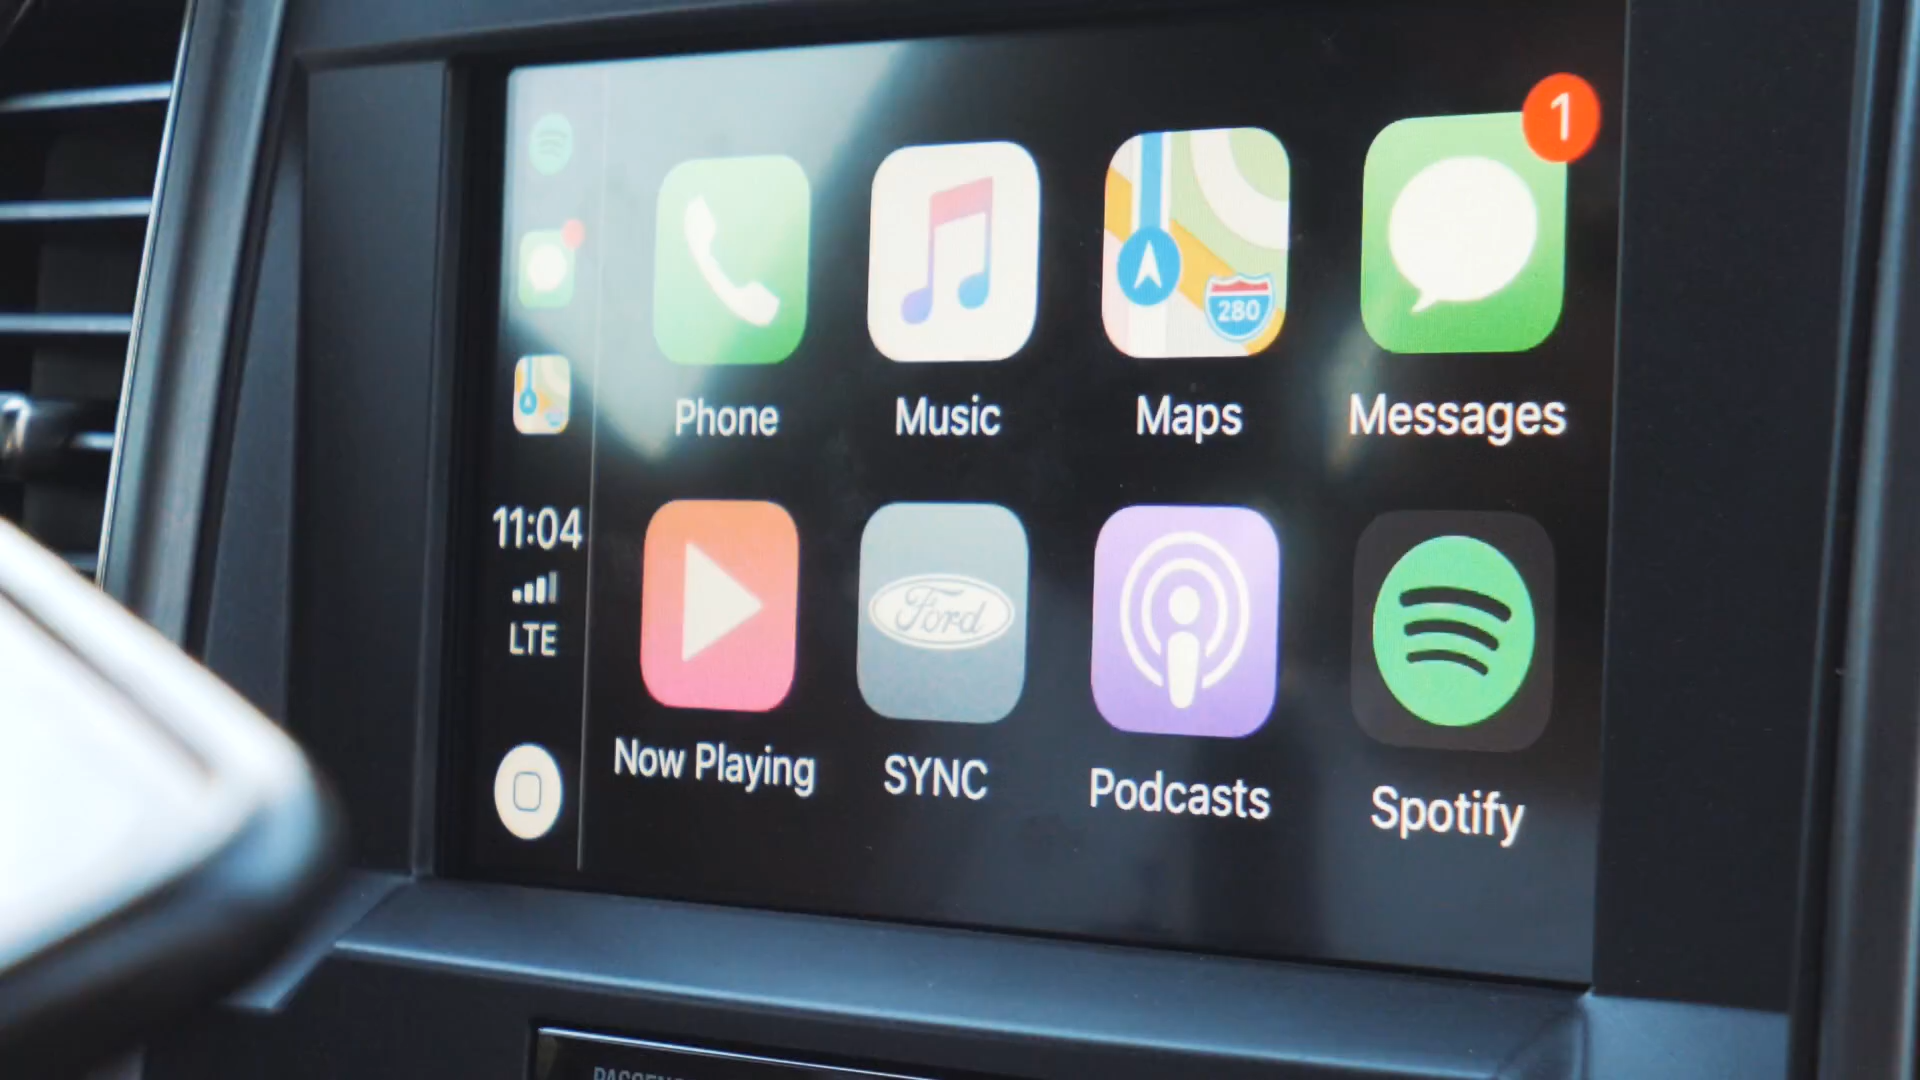 1
280
Phone
Music
Maps
Messages
11:04
LTE
Ford
Now Playing
SYNC
Podcasts
Spotify